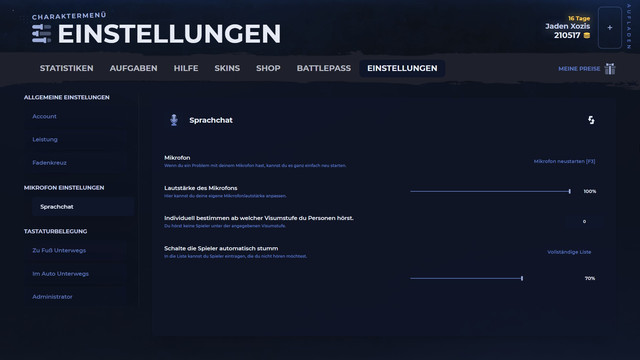 CHARAKTERMENÜ
EINSTELLUNGEN
16 Tage
Jaden Xozis
210517
+
AUFLADEN
STATISTIKEN AUFGABEN HILFE SKINS SHOP BATTLEPASS EINSTELLUNGEN
MEINE PREISE
ALLGEMEINE EINSTELLUNGEN
Account
Leistung
Fadenkreuz
MIKROFON EINSTELLUNGEN
Sprachchat
TASTATURBELEGUNG
Zu Fuß Unterwegs
Im Auto Unterwegs
Administrator
Sprachchat
Mikrofon
Wenn du ein Problem mit deinem Mikrofon hast, kannst du es ganz einfach neu starten.
Mikrofon neustarten [F3]
Lautstärke des Mikrofons
Hier kannst du deine eigene Mikrofonlautstärke anpassen.
100%
Individuell bestimmen ab welcher Visumstufe du Personen hörst.
Du hörst keine Spieler unter der angegebenen Visumstufe.
0
Schalte die Spieler automatisch stumm
In die Liste kannst du Spieler eintragen, die du nicht hören möchtest.
Vollständige Liste
70%